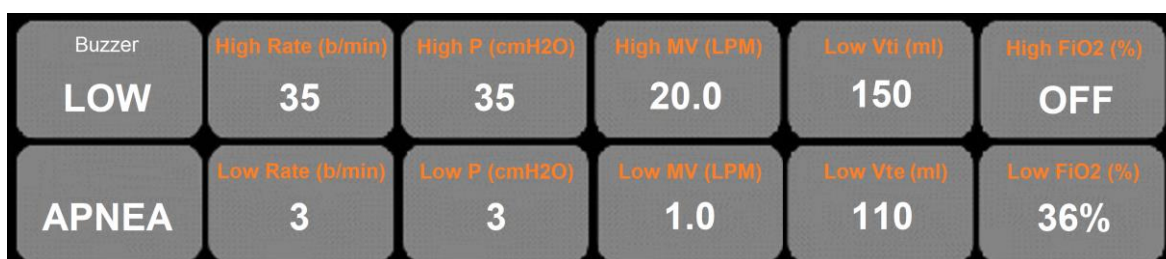 Buzzer
LOW
High Rate (b/min)
35
High P (cmH2O)
35
High MV (LPM)
20.0
Low Vti (ml)
150
High FiO2 (%)
OFF
APNEA
Low Rate (b/min)
3
Low P (cmH2O)
3
Low MV (LPM)
1.0
Low Vte (ml)
110
Low FiO2 (%)
36%